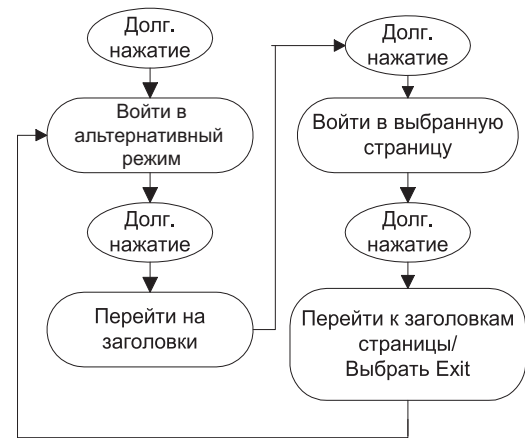 Долг.
нажатие
Войти в
альтернативный
режим
Долг.
нажатие
Перейти на
заголовки
Долг.
нажатие
Войти в выбранную
страницу
Долг.
нажатие
Перейти к заголовкам
страницы/
Выбрать Exit